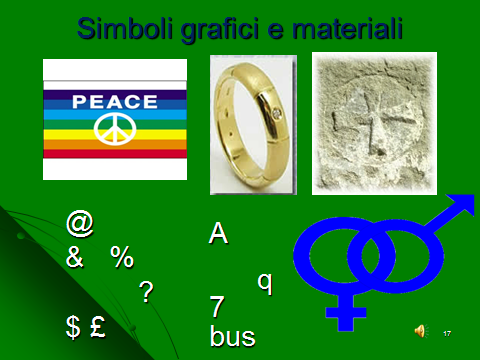 Simboli grafici e materiali
PEACE
@
& %
?
$ £
A
q
7
bus
17